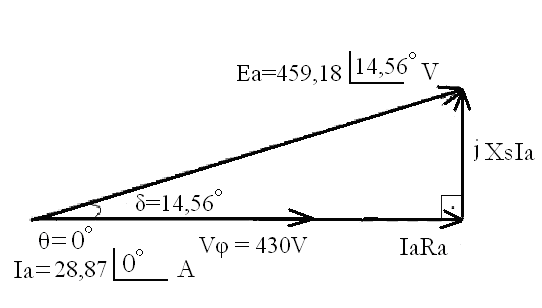 Ea=459,18 14,56° V
j XsIa
δ=14,56°
θ=0°
Vφ = 430V
IaRa
Ia=28,87 0° A